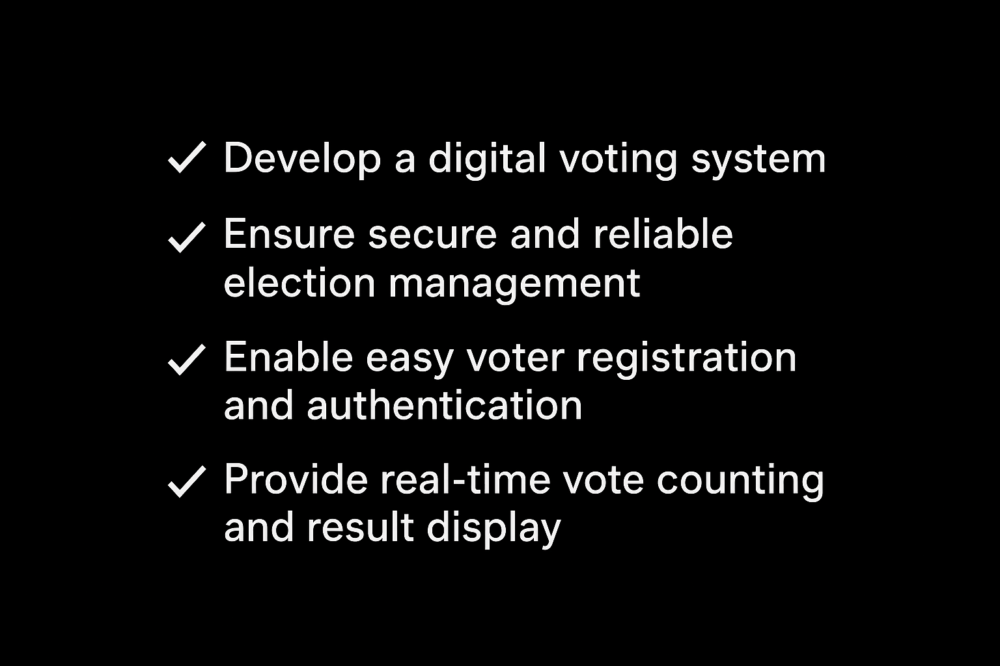 ✓ Develop a digital voting system
✓ Ensure secure and reliable
election management
✓ Enable easy voter registration
and authentication
✓ Provide real-time vote counting
and result display